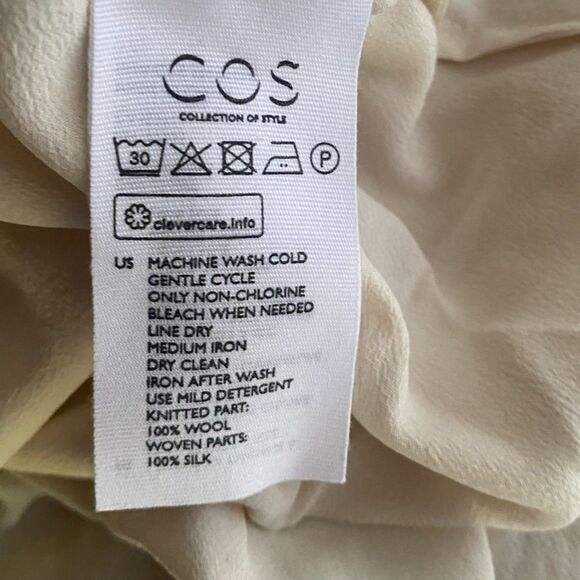 COS
COLLECTION OF STYLE
30 P
clevercare.info
US MACHINE WASH COLD
GENTLE CYCLE
ONLY NON-CHLORINE
BLEACH WHEN NEEDED
LINE DRY
MEDIUM IRON
DRY CLEAN
IRON AFTER WASH
USE MILD DETERGENT
KNITTED PART:
100% WOOL
WOVEN PARTS:
100% SILK